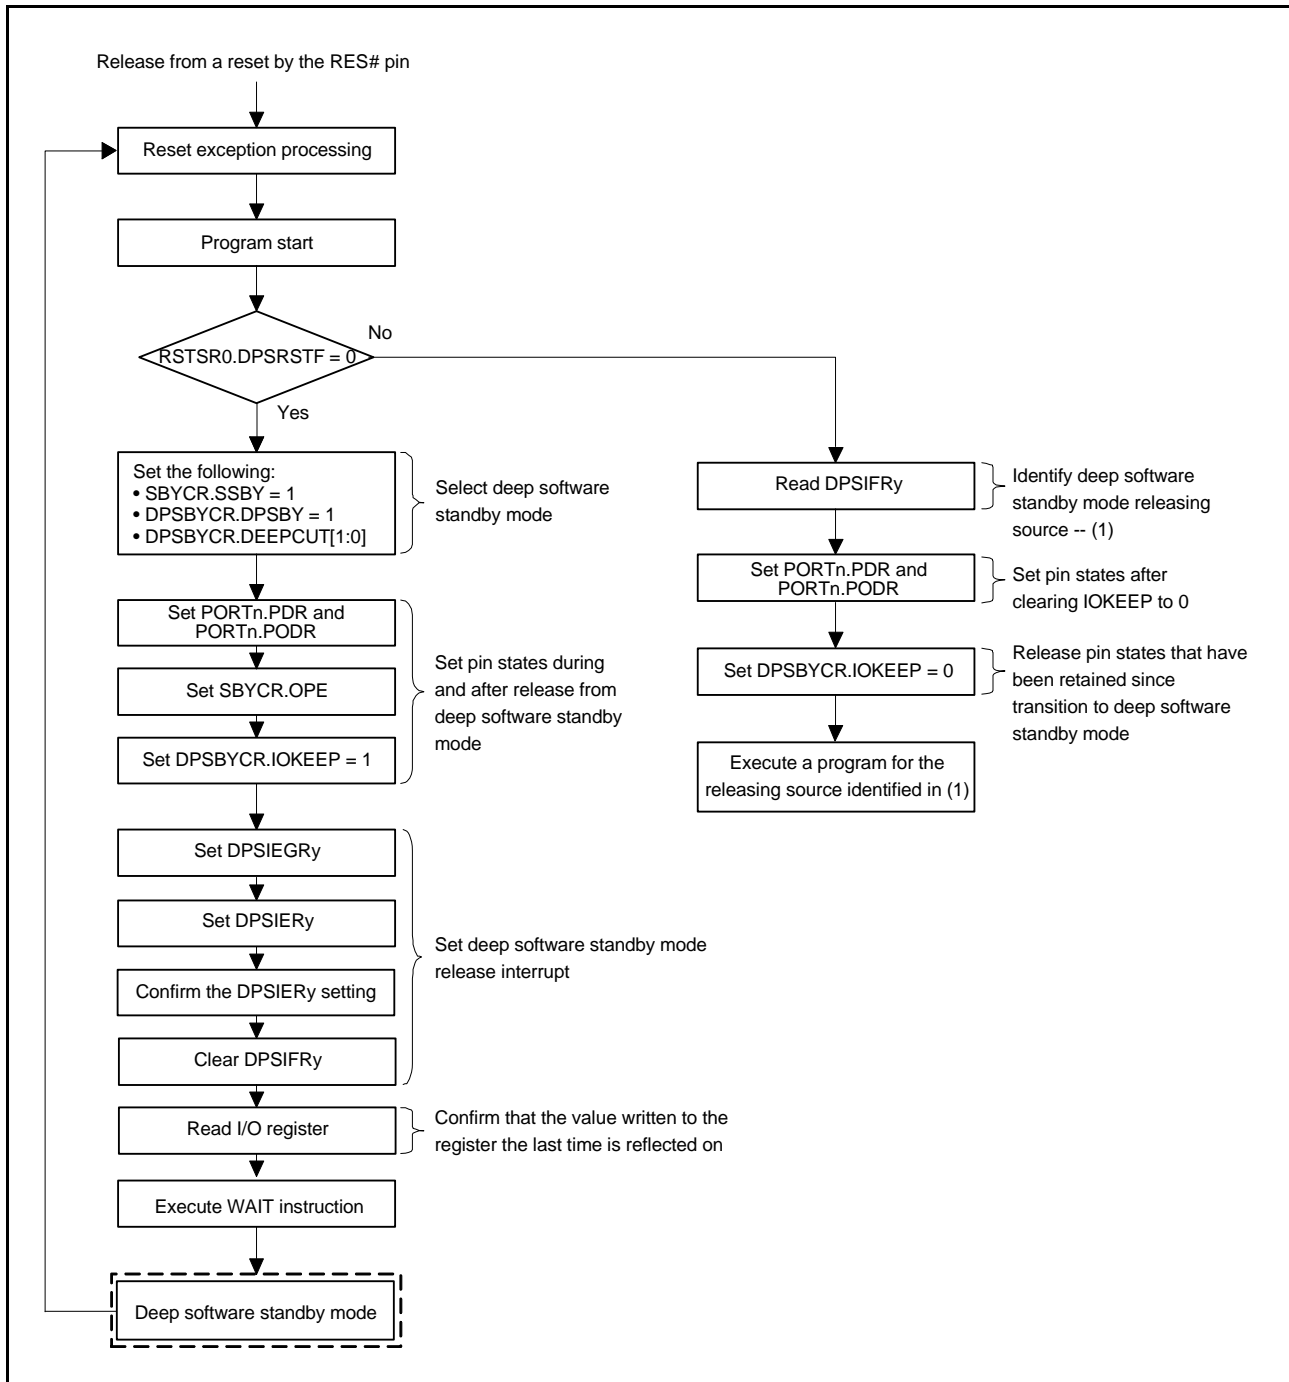 Release from a reset by the RES# pin
Reset exception processing
Program start
RSTSR0.DPSRSTF = 0
No
Yes
Set the following:
• SBYCR.SSBY = 1
• DPSBYCR.DPSBY = 1
• DPSBYCR.DEEPCUT[1:0]
Select deep software
standby mode
Set PORTn.PDR and
PORTn.PODR
Set SBYCR.OPE
Set DPSBYCR.IOKEEP = 1
Set pin states during
and after release from
deep software standby
mode
Set DPSIEGRy
Set DPSIERy
Confirm the DPSIERy setting
Clear DPSIFRy
Set deep software standby mode
release interrupt
Read I/O register
Confirm that the value written to the
register the last time is reflected on
Execute WAIT instruction
Deep software standby mode
Read DPSIFRy
Identify deep software
standby mode releasing
source -- (1)
Set PORTn.PDR and
PORTn.PODR
Set pin states after
clearing IOKEEP to 0
Set DPSBYCR.IOKEEP = 0
Release pin states that have
been retained since
transition to deep software
standby mode
Execute a program for the
releasing source identified in (1)